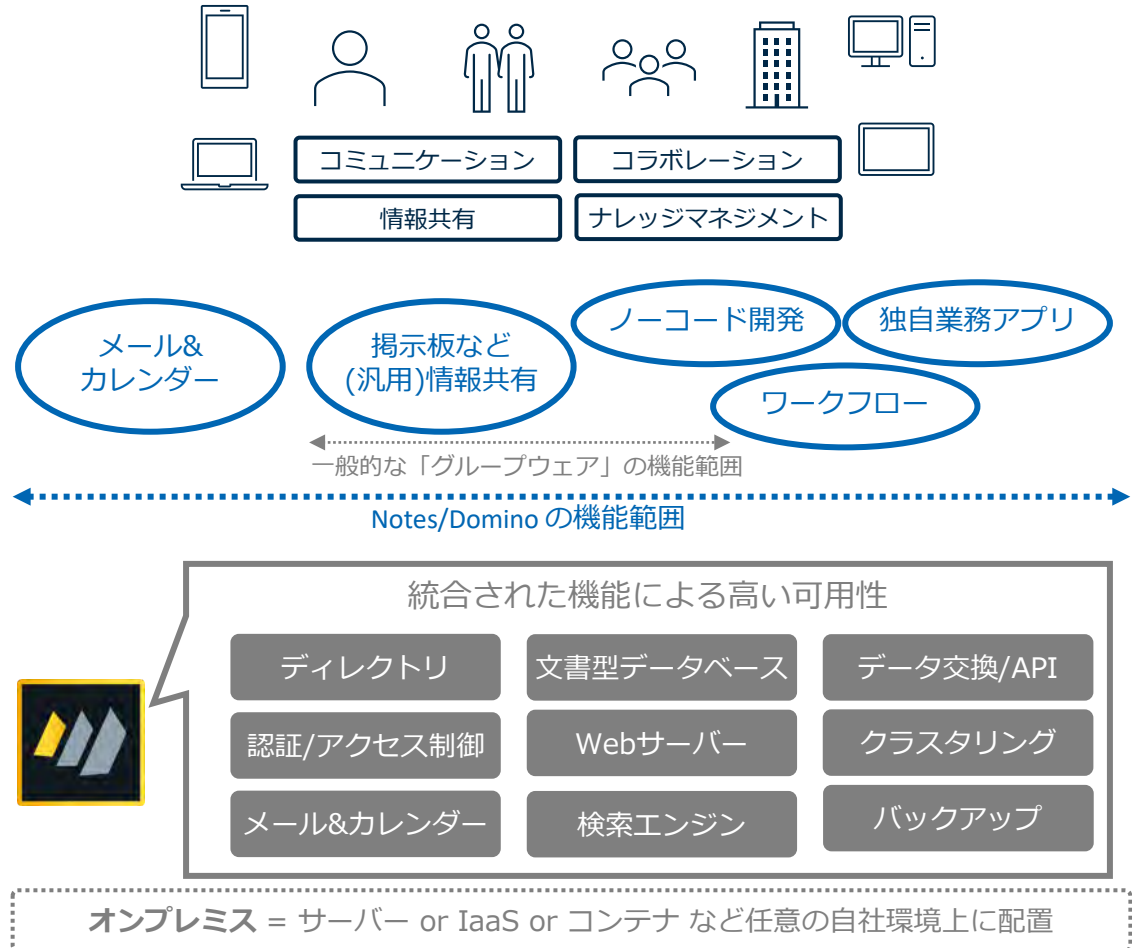 コミュニケーション
コラボレーション
情報共有
ナレッジマネジメント
メール&
カレンダー
掲示板など
(汎用)情報共有
ノーコード開発
独自業務アプリ
ワークフロー
一般的な「グループウェア」の機能範囲
Notes/Domino の機能範囲
統合された機能による高い可用性
ディレクトリ
文書型データベース
データ交換/API
認証/アクセス制御
Webサーバー
クラスタリング
メール&カレンダー
検索エンジン
バックアップ
オンプレミス = サーバー or IaaS or コンテナ など任意の自社環境上に配置